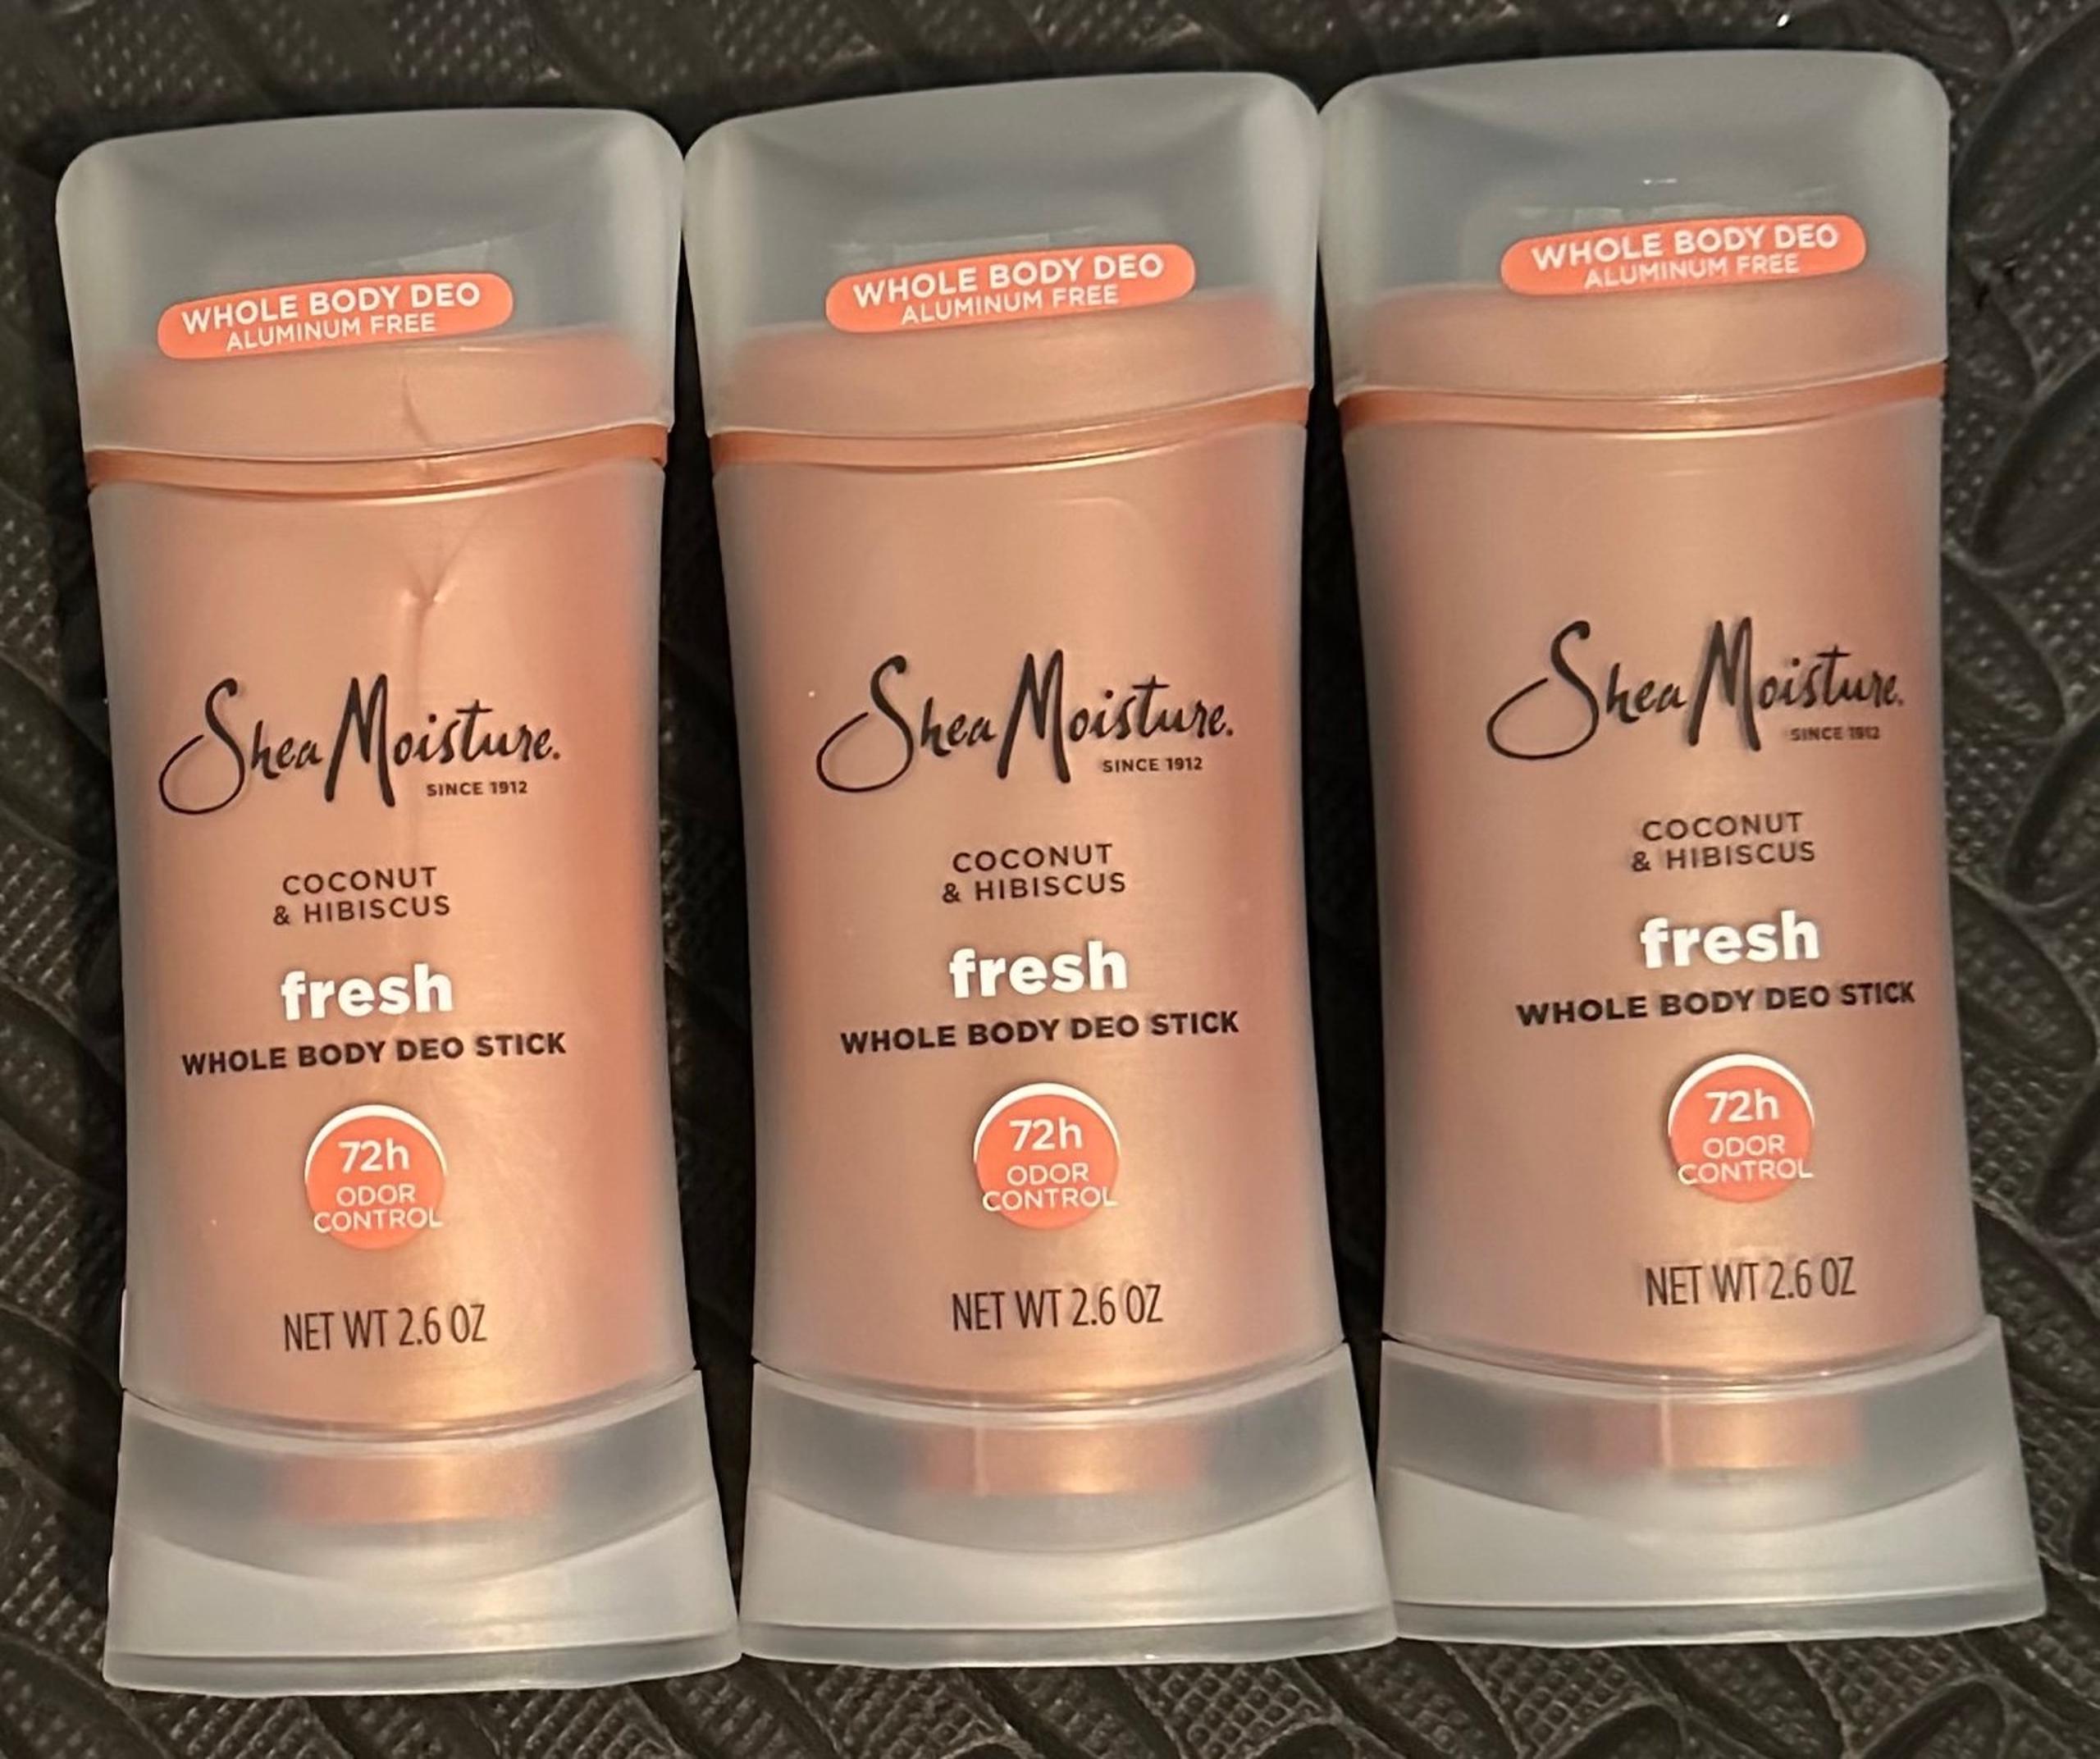 WHOLE BODY DEO
ALUMINUM FREE
SheaMoisture.
SINCE 1912
COCONUT
& HIBISCUS
fresh
WHOLE BODY DEO STICK
72h
ODOR
CONTROL
NET WT 2.6 OZ
WHOLE BODY DEO
ALUMINUM FREE
SheaMoisture.
SINCE 1912
COCONUT
& HIBISCUS
fresh
WHOLE BODY DEO STICK
72h
ODOR
CONTROL
NET WT 2.6 OZ
WHOLE BODY DEO
ALUMINUM FREE
SheaMoisture.
SINCE 1912
COCONUT
& HIBISCUS
fresh
WHOLE BODY DEO STICK
72h
ODOR
CONTROL
NET WT 2.6 OZ